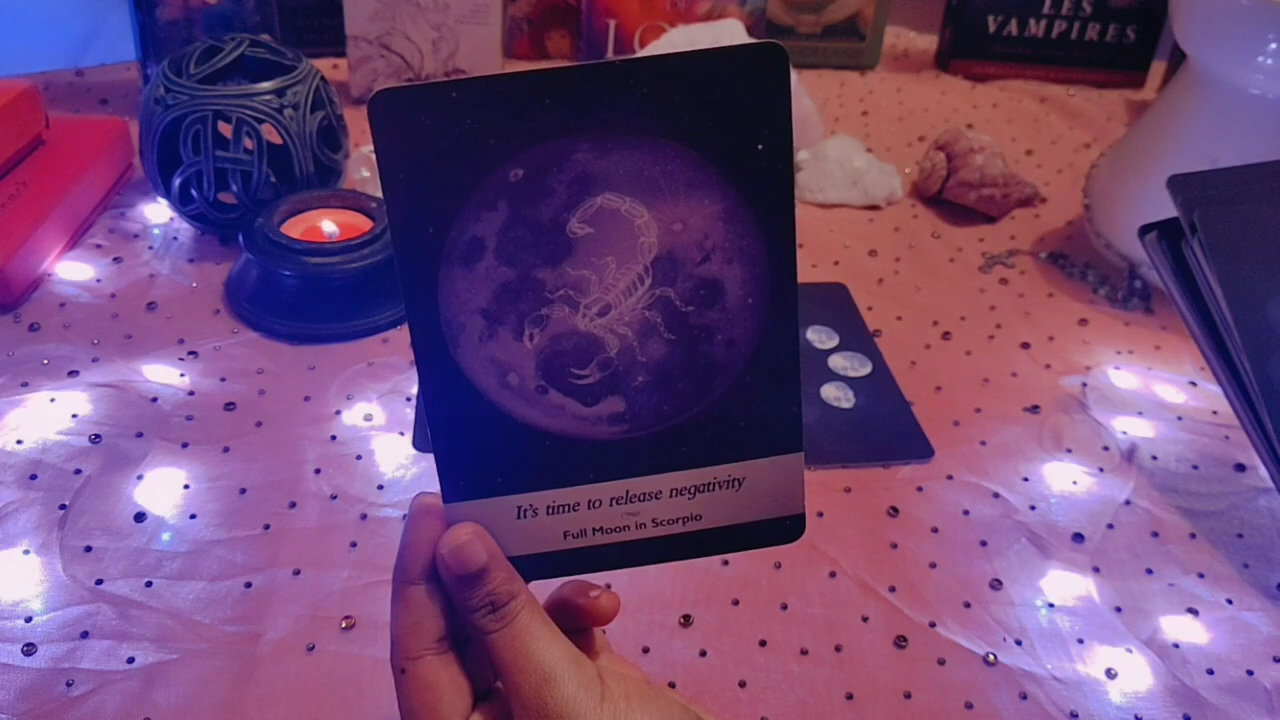 LES
VAMPIRES
It's time to release negativity
Full Moon in Scorpio